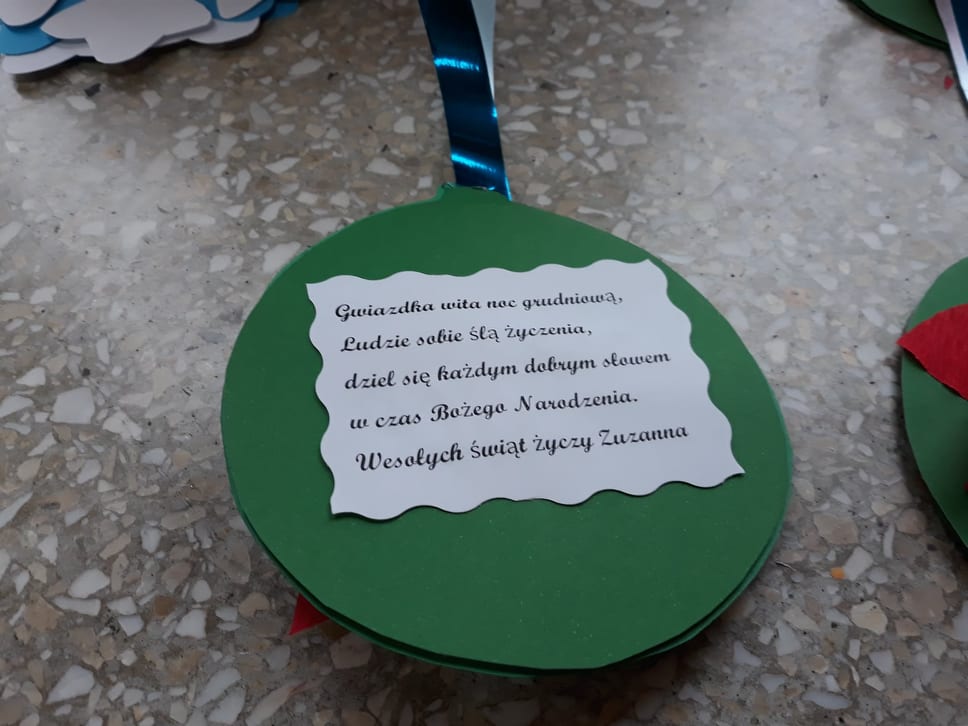 Gwiazdka wita noc grudniową,
Ludzie sobie ślą życzenia,
dziel się każdym dobrym słowem
w czas Bożego Narodzenia.
Wesołych świąt życzy Zuzanna